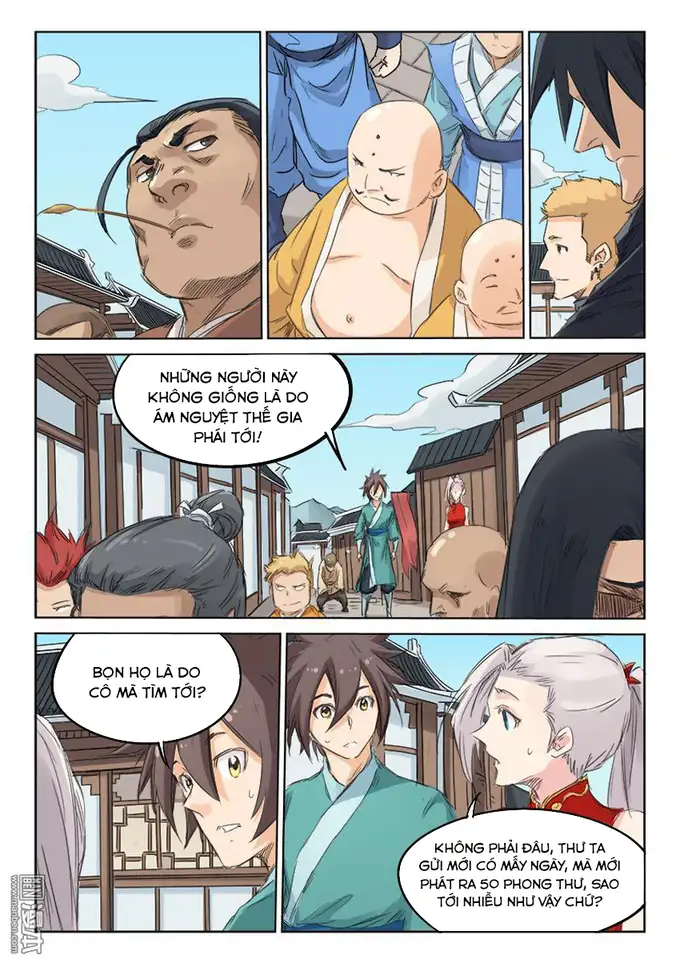 NHỮNG NGƯỜI NÀY
KHÔNG GIỐNG LÀ DO
ÁM NGUYỆT THẾ GIA
PHÁI TỚI!
BỌN HỌ LÀ DO
CÔ MÀ TÌM TỚI?
KHÔNG PHẢI ĐÂU, THƯ TA
GỬI MỚI CÓ MẤY NGÀY, MÀ MỚI
PHÁT RA 50 PHONG THƯ, SAO
TỚI NHIỀU NHƯ VẬY CHỨ?